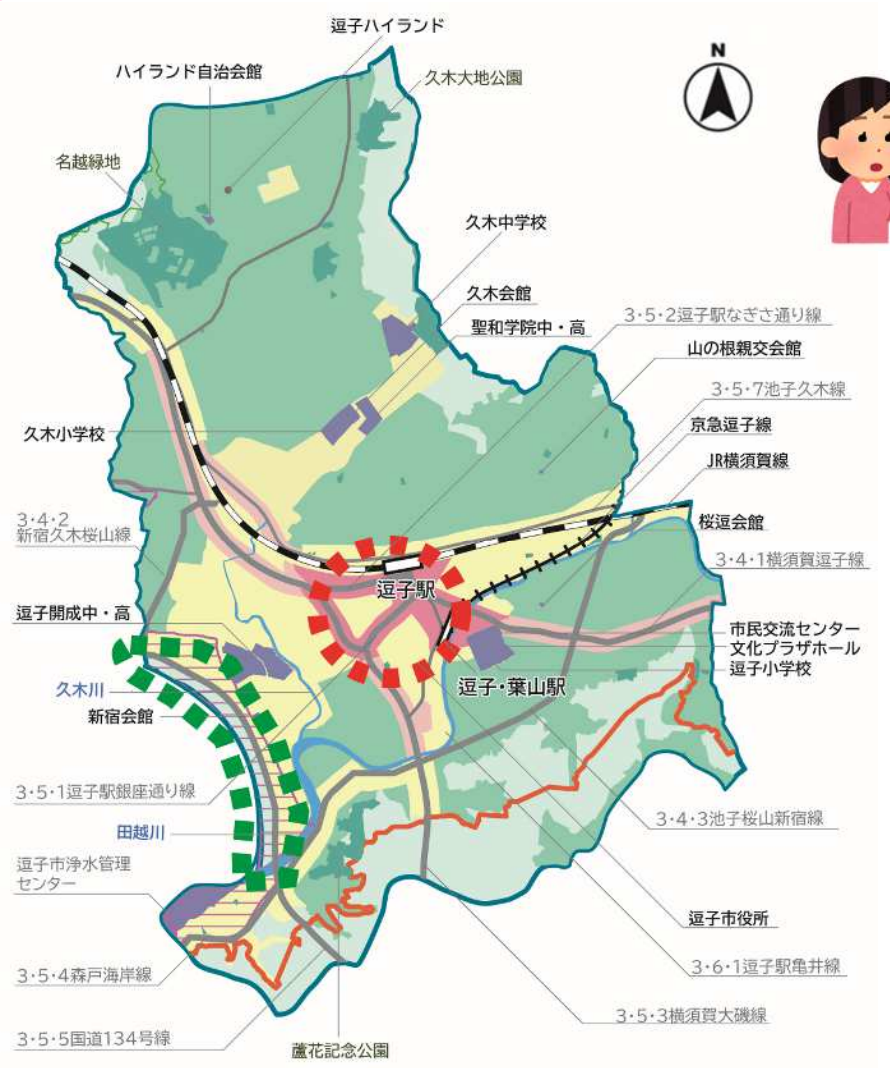 逗子ハイランド
N
ハイランド自治会館
久木大地公園
名越緑地
久木中学校
久木会館
3・5・2逗子駅なぎさ通り線
聖和学院中・高
山の根親交会館
3・5・7池子久木線
京急逗子線
久木小学校
JR横須賀線
3・4・2
新宿久木桜山線
桜逗会館
3・4・1横須賀逗子線
逗子駅
逗子開成中・高
市民交流センター
文化プラザホール
逗子小学校
逗子・葉山駅
久木川
新宿会館
3・5・1逗子駅銀座通り線
3・4・3池子桜山新宿線
田越川
逗子市浄水管理
センター
逗子市役所
3・6・1逗子駅亀井線
3・5・4森戸海岸線
3・5・3横須賀大磯線
3・5・5国道134号線
蘆花記念公園